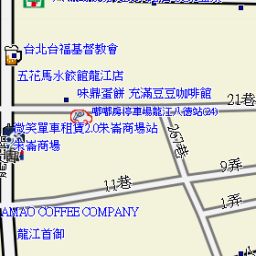 台北台福基督教會
五花馬水餃館龍江店
味鼎蛋餅 充滿豆豆咖啡館
21巷
嘟嘟房停車場龍江八德站(24)
微笑單車租賃2.0朱崙商場站
朱崙商場
267巷
9弄
11巷
1弄
AMAO COFFEE COMPANY
龍江首御